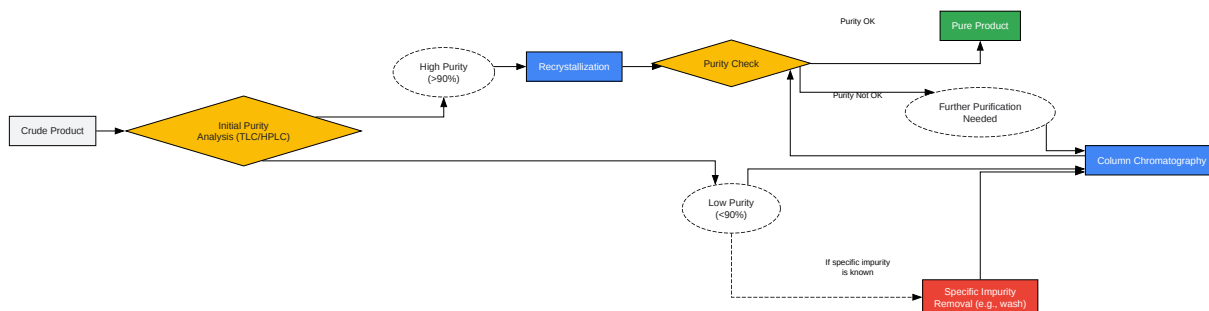 Crude Product
Initial Purity
Analysis (TLC/HPLC)
High Purity
(>90%)
Recrystallization
Purity Check
Purity OK
Pure Product
Purity Not OK
Further Purification
Needed
Column Chromatography
Low Purity
(<90%)
If specific impurity
is known
Specific Impurity
Removal (e.g., wash)